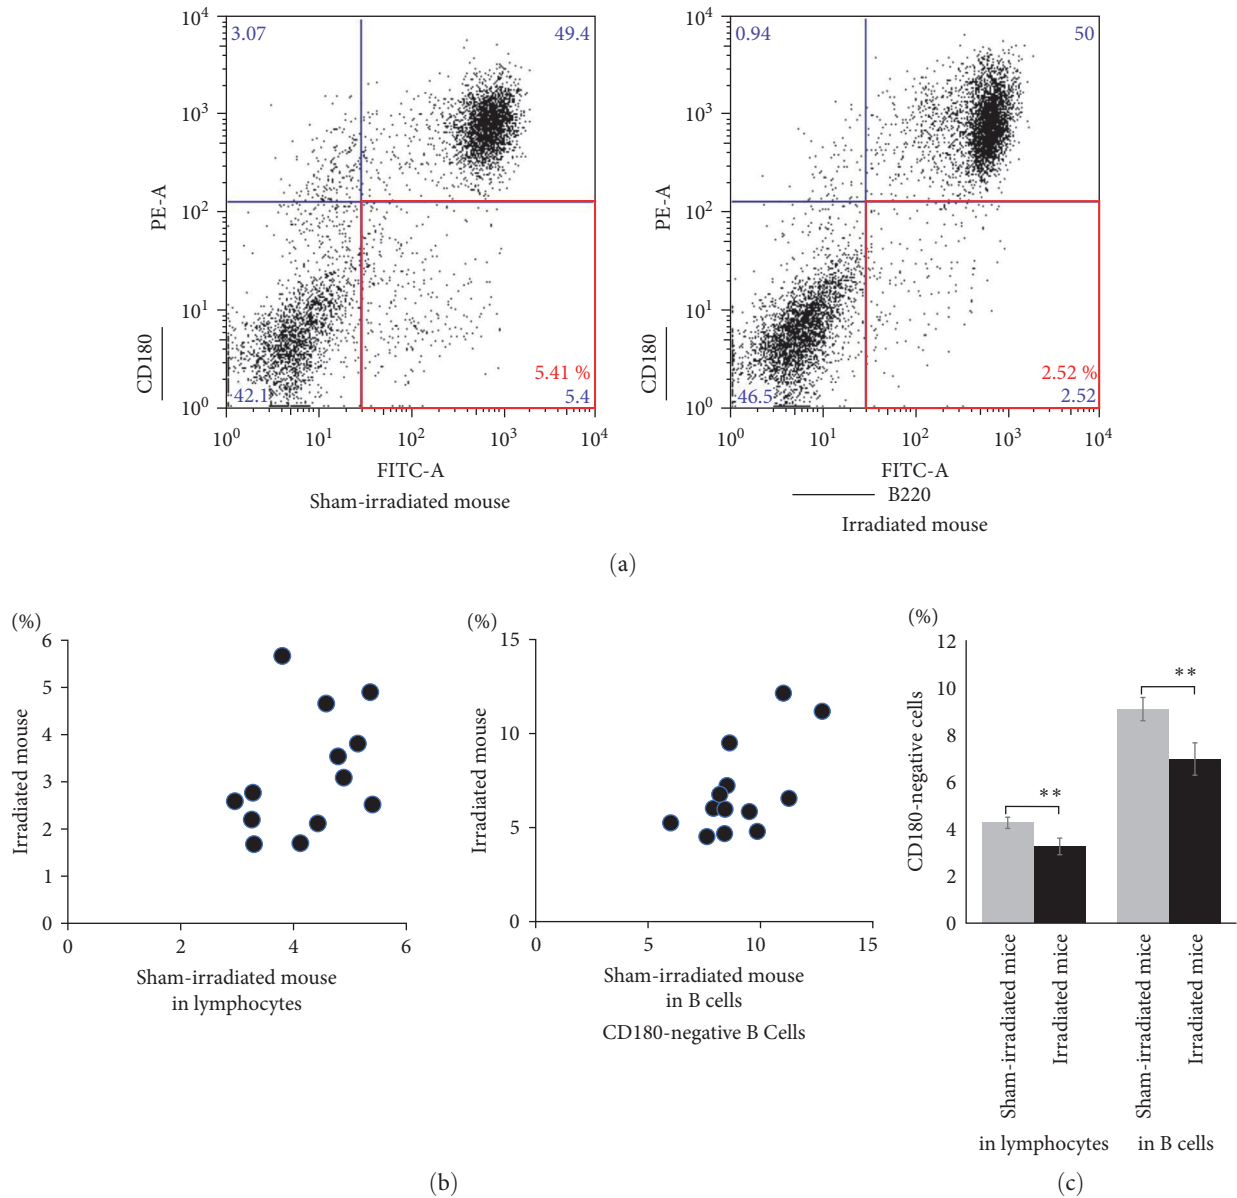 10^4
3.07
49.4
10^3
PE-A
10^2
10^1
CD180
5.41 %
42.1
5.4
10^0
10^0
10^1
10^2
10^3
10^4
FITC-A
Sham-irradiated mouse
10^4
0.94
50
10^3
PE-A
10^2
10^1
CD180
2.52 %
46.5
2.52
10^0
10^0
10^1
10^2
10^3
10^4
FITC-A
B220
Irradiated mouse
(a)
(%)
6
5
4
3
2
1
0
Irradiated mouse
0
2
4
6
Sham-irradiated mouse
in lymphocytes
(%)
15
10
5
0
Irradiated mouse
0
5
10
15
Sham-irradiated mouse
in B cells
CD180-negative B Cells
(b)
(%)
12
10
8
6
4
2
0
CD180-negative cells
**
**
Sham-irradiated mice
Irradiated mice
Sham-irradiated mice
Irradiated mice
in lymphocytes
in B cells
(c)